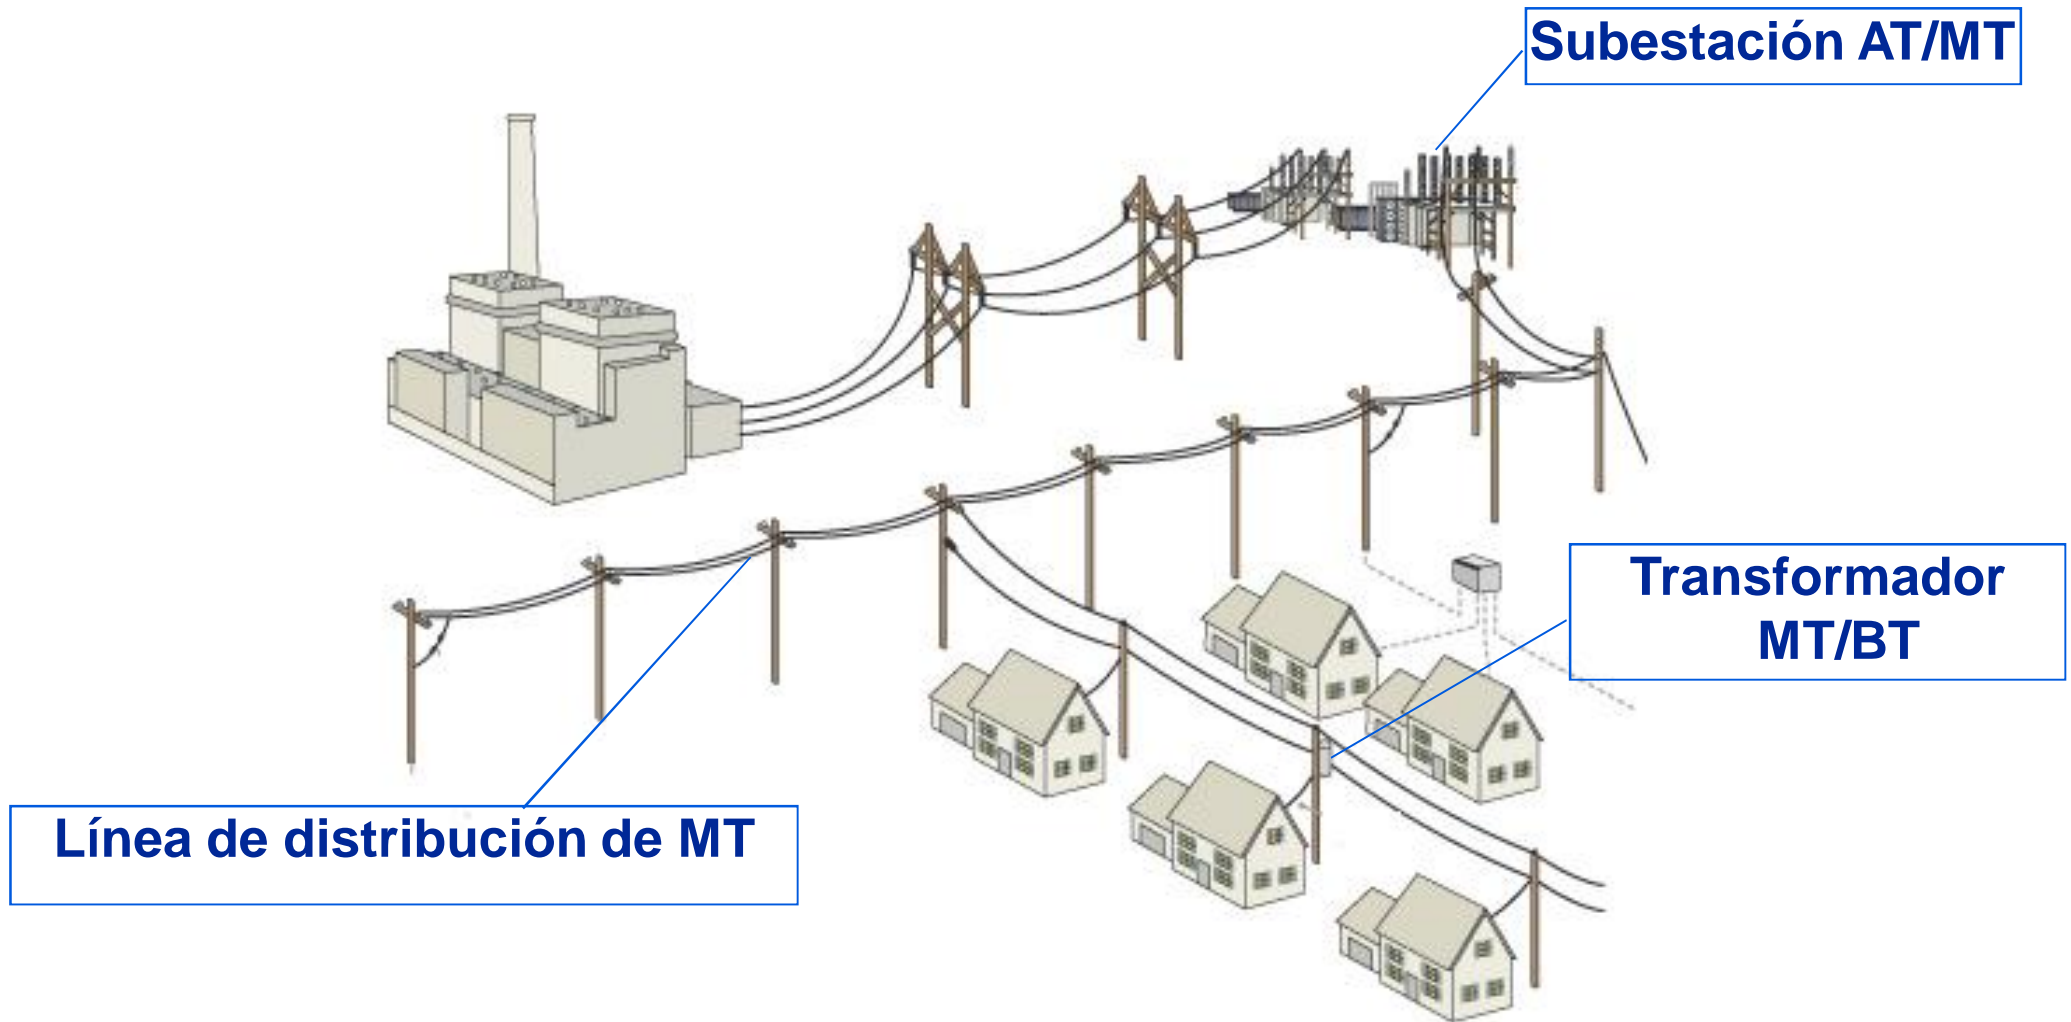 Subestación AT/MT
Transformador
MT/BT
Línea de distribución de MT